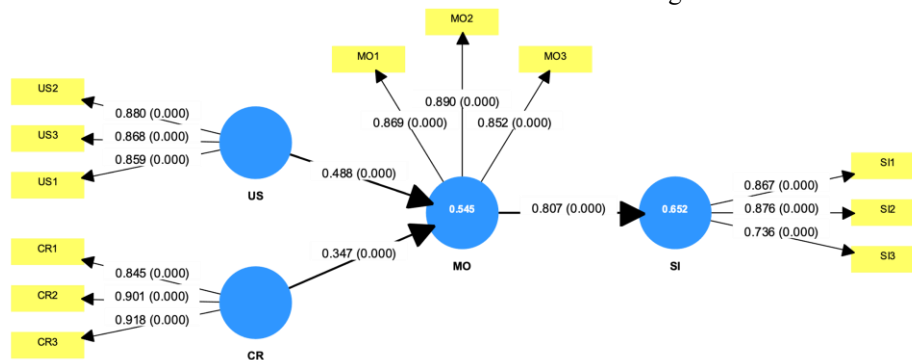 MO2
MO1
MO3
US2
US3
US1
0.880 (0.000)
0.868 (0.000)
0.859 (0.000)
US
0.869 (0.000)
0.890 (0.000)
0.852 (0.000)
0.488 (0.000)
0.545
MO
0.807 (0.000)
0.652
SI
0.867 (0.000)
0.876 (0.000)
0.736 (0.000)
SI1
SI2
SI3
0.347 (0.000)
CR1
CR2
CR3
0.845 (0.000)
0.901 (0.000)
0.918 (0.000)
CR